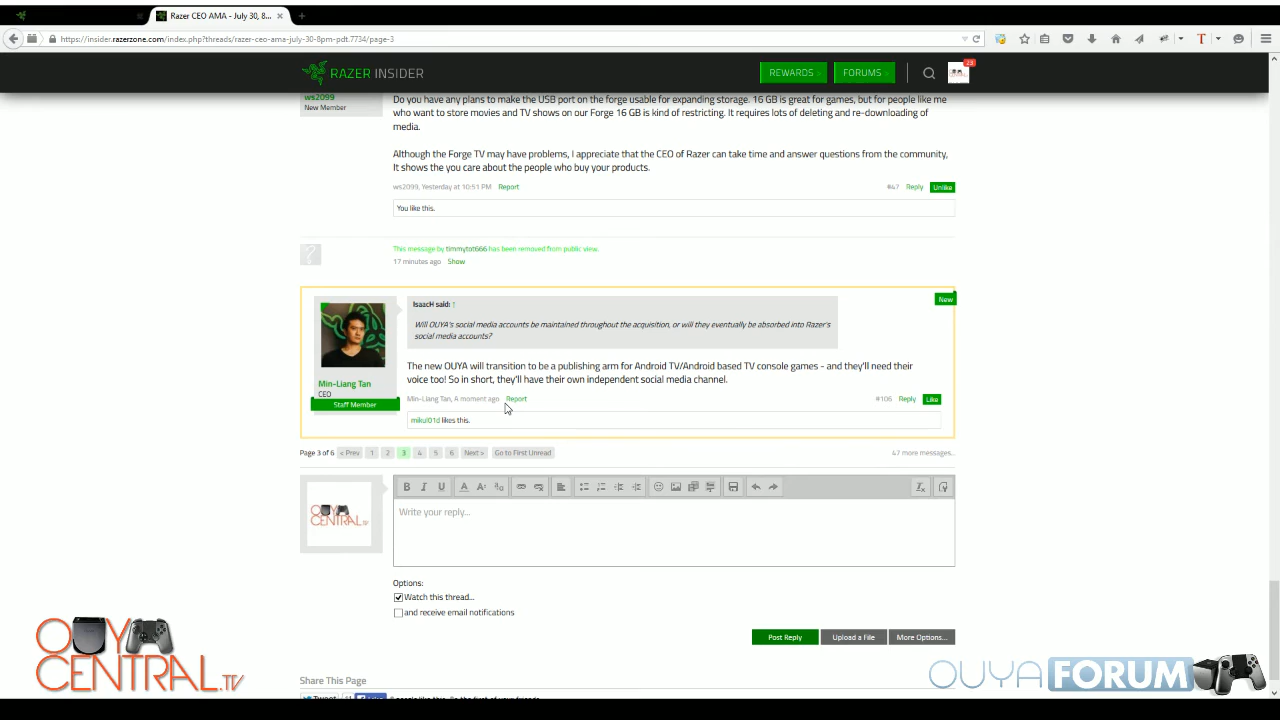 Razer CEO AMA - July 30, 8... × +
https://insider.razerzone.com/index.php?threads/razer-ceo-ama-july-30-8pm-pdt.7734/page-3
RAZER INSIDER
REWARDS
FORUMS
23
ws2099
New Member
Do you have any plans to make the USB port on the forge usable for expanding storage. 16 GB is great for games, but for people like me
who want to store movies and TV shows on our Forge 16 GB is kind of restricting. It requires lots of deleting and re-downloading of
media.
Although the Forge TV may have problems, I appreciate that the CEO of Razer can take time and answer questions from the community,
It shows the you care about the people who buy your products.
ws2099, Yesterday at 10:51 PM Report #47 Reply Unlike
You like this.
This message by timmytot666 has been removed from public view.
17 minutes ago Show
New
IsaacH said: ↑
Will OUYA's social media accounts be maintained throughout the acquisition, or will they eventually be absorbed into Razer's
social media accounts?
The new OUYA will transition to be a publishing arm for Android TV/Android based TV console games - and they'll need their
voice too! So in short, they'll have their own independent social media channel.
Min-Liang Tan
CEO
Staff Member
Min-Liang Tan, A moment ago Report #106 Reply Like
mikul01d likes this.
Page 3 of 6 < Prev 1 2 3 4 5 6 Next > Go to First Unread 47 more messages...
B I U
Write your reply...
OUYA
CENTRAL.TV
Options:
Watch this thread...
and receive email notifications
Post Reply Upload a File More Options...
Share This Page
OUYA
CENTRAL.TV
OUYAFORUM